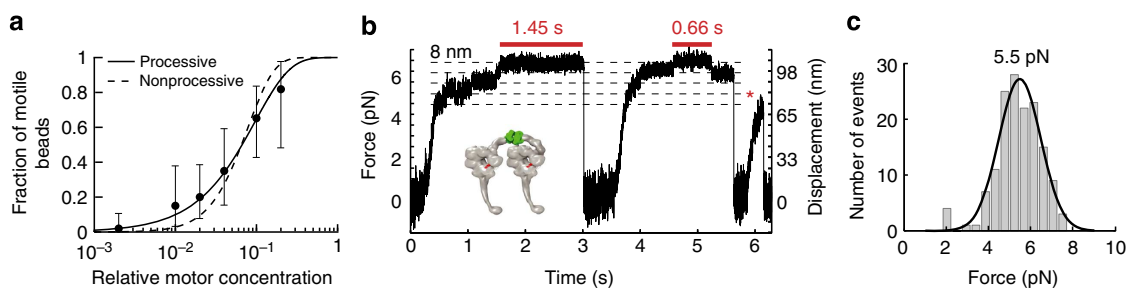 a
Fraction of motile
beads
1
0.8
0.6
0.4
0.2
0
Processive
Nonprocessive
10−3
10−2
10−1
1
Relative motor concentration
b
1.45 s
0.66 s
8 nm
Force (pN)
6
4
2
0
*
98
65
33
0
Displacement (nm)
0 1 2 3 4 5 6
Time (s)
c
5.5 pN
Number of events
30
20
10
0
0 2 4 6 8 10
Force (pN)